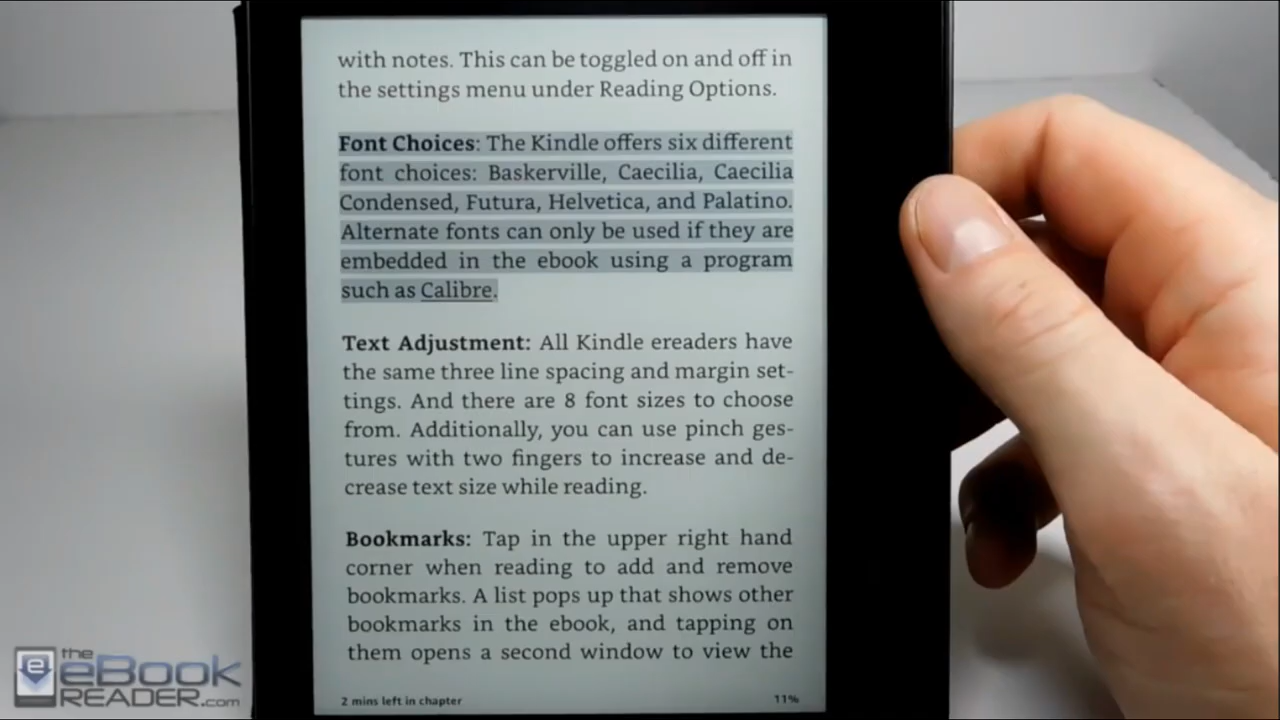 with notes. This can be toggled on and off in
the settings menu under Reading Options.
Font Choices: The Kindle offers six different
font choices: Baskerville, Caecilia, Caecilia
Condensed, Futura, Helvetica, and Palatino.
Alternate fonts can only be used if they are
embedded in the ebook using a program
such as Calibre.
Text Adjustment: All Kindle ereaders have
the same three line spacing and margin set-
tings. And there are 8 font sizes to choose
from. Additionally, you can use pinch ges-
tures with two fingers to increase and de-
crease text size while reading.
Bookmarks: Tap in the upper right hand
corner when reading to add and remove
bookmarks. A list pops up that shows other
bookmarks in the ebook, and tapping on
them opens a second window to view the
2 mins left in chapter 11%
the
eBook
READER.com